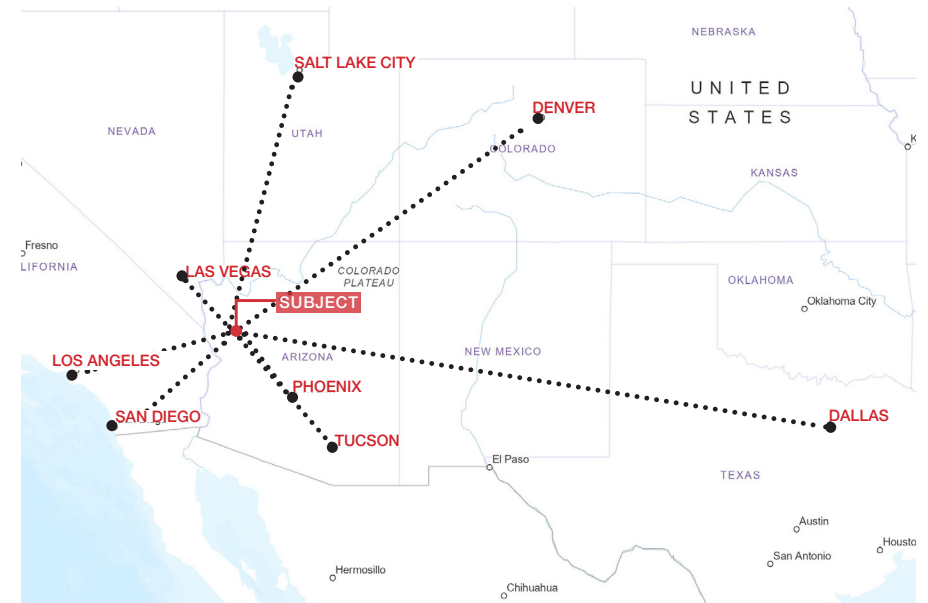 NEBRASKA
SALT LAKE CITY
UNITED
STATES
DENVER
NEVADA
UTAH
COLORADO
K
KANSAS
Fresno
LIFORNIA
LAS VEGAS
COLORADO
PLATEAU
OKLAHOMA
SUBJECT
Oklahoma City
LOS ANGELES
ARIZONA
NEW MEXICO
PHOENIX
SAN DIEGO
DALLAS
TUCSON
El Paso
TEXAS
Austin
Housto
San Antonio
Hermosillo
Chihuahua